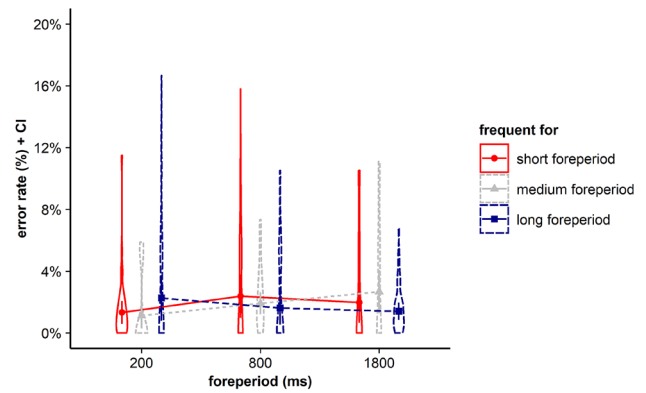 20%
16%
12%
8%
4%
0%
error rate (%) + CI
200
800
1800
foreperiod (ms)
frequent for
short foreperiod
medium foreperiod
long foreperiod